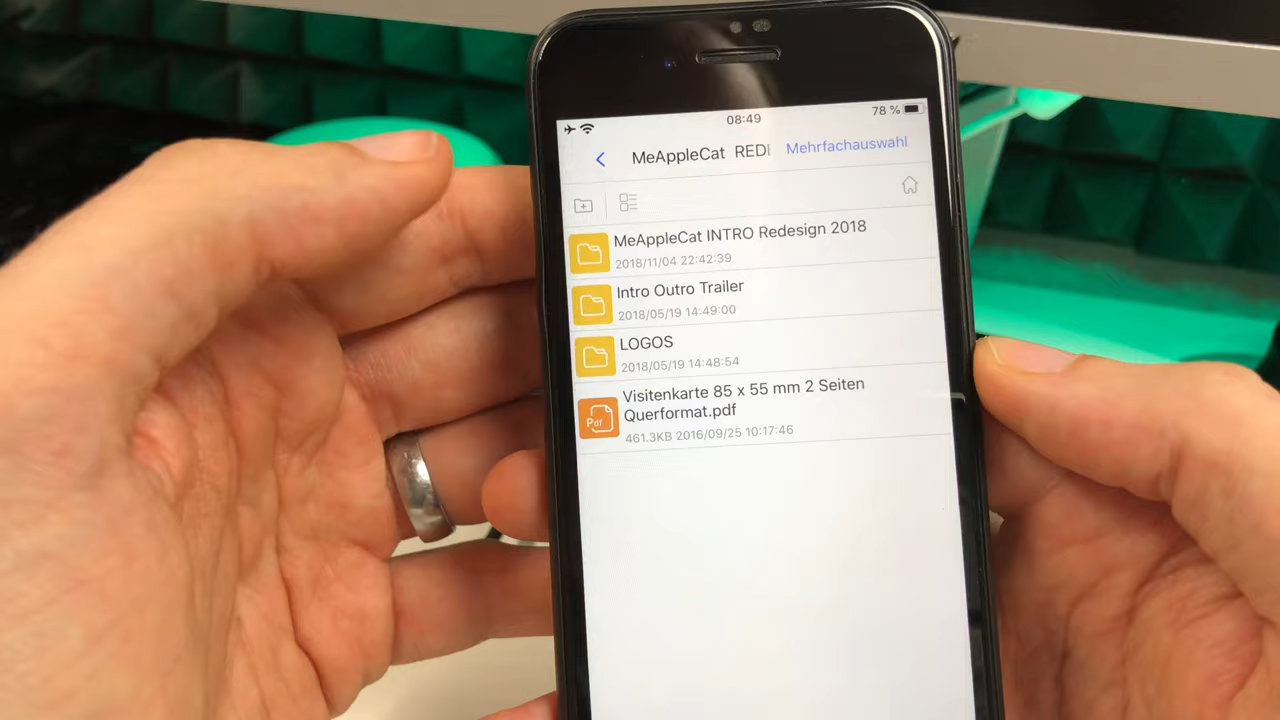 08:49
78 %
MeAppleCat RED
Mehrfachauswahl
MeAppleCat INTRO Redesign 2018
2018/11/04 22:42:39
Intro Outro Trailer
2018/05/19 14:49:00
LOGOS
2018/05/19 14:48:54
Visitenkarte 85 x 55 mm 2 Seiten
Querformat.pdf
Pdf
461.3KB 2016/09/25 10:17:46